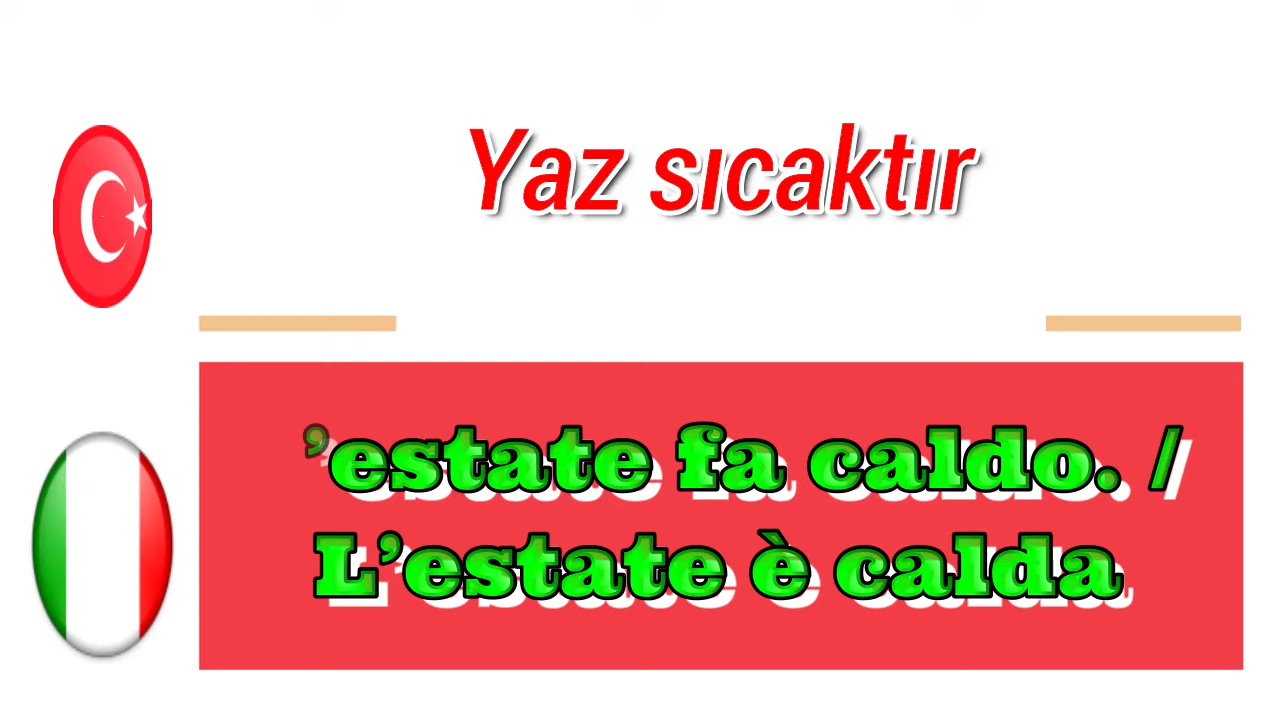 Yaz sıcaktır
’estate fa caldo. /
L’estate è calda